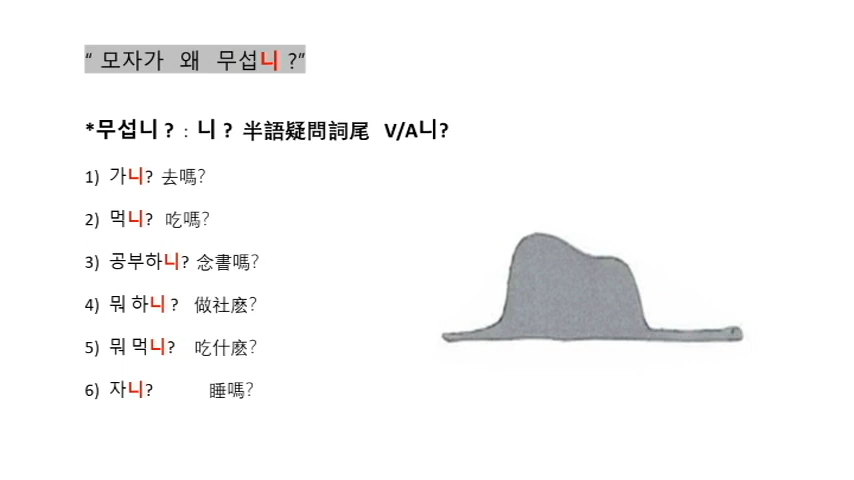 “ 모자가 왜 무섭니 ?”
*무섭니 ? : 니 ? 半語疑問詞尾 V/A니?
1) 가니? 去嗎?
2) 먹니? 吃嗎?
3) 공부하니? 念書嗎?
4) 뭐 하니 ? 做社麽?
5) 뭐 먹니? 吃什麽?
6) 자니? 睡嗎?